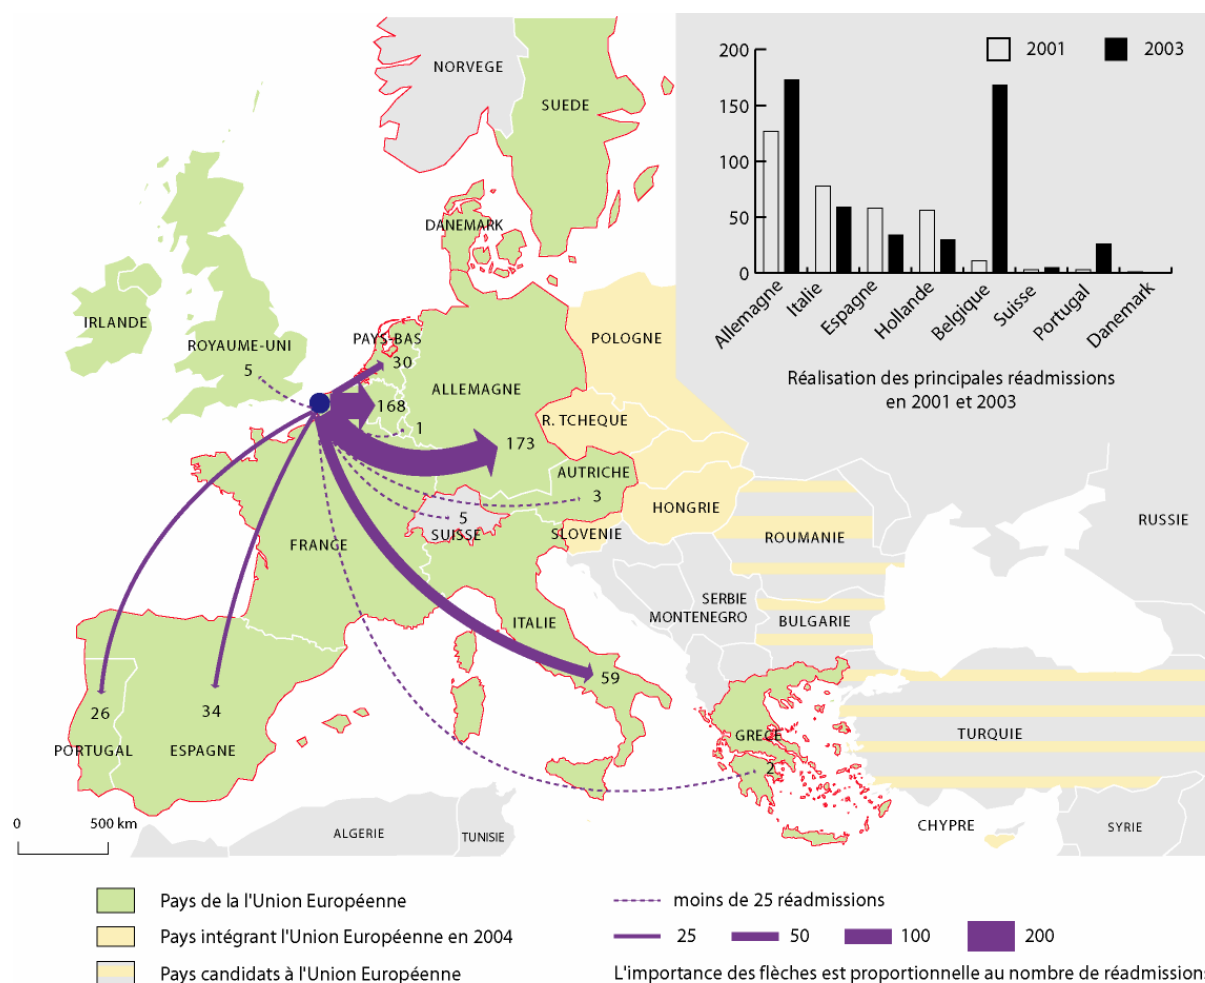 NORVEGE
SUEDE
DANEMARK
IRLANDE
ROYAUME-UNI
5
PAYS-BAS
30
168
1
ALLEMAGNE
173
POLOGNE
R. TCHEQUE
AUTRICHE
3
5
SUISSE
SLOVENIE
HONGRIE
FRANCE
ROUMANIE
RUSSIE
SERBIE
MONTENEGRO
BULGARIE
ITALIE
59
26
34
PORTUGAL
ESPAGNE
GRECE
2
TURQUIE
ALGERIE
TUNISIE
CHYPRE
SYRIE
0
500 km
2001
2003
200
150
100
50
0
Allemagne
Italie
Espagne
Hollande
Belgique
Suisse
Portugal
Danemark
Réalisation des principales réadmissions
en 2001 et 2003
Pays de la l'Union Européenne
Pays intégrant l'Union Européenne en 2004
Pays candidats à l'Union Européenne
moins de 25 réadmissions
25
50
100
200
L'importance des flèches est proportionnelle au nombre de réadmissions